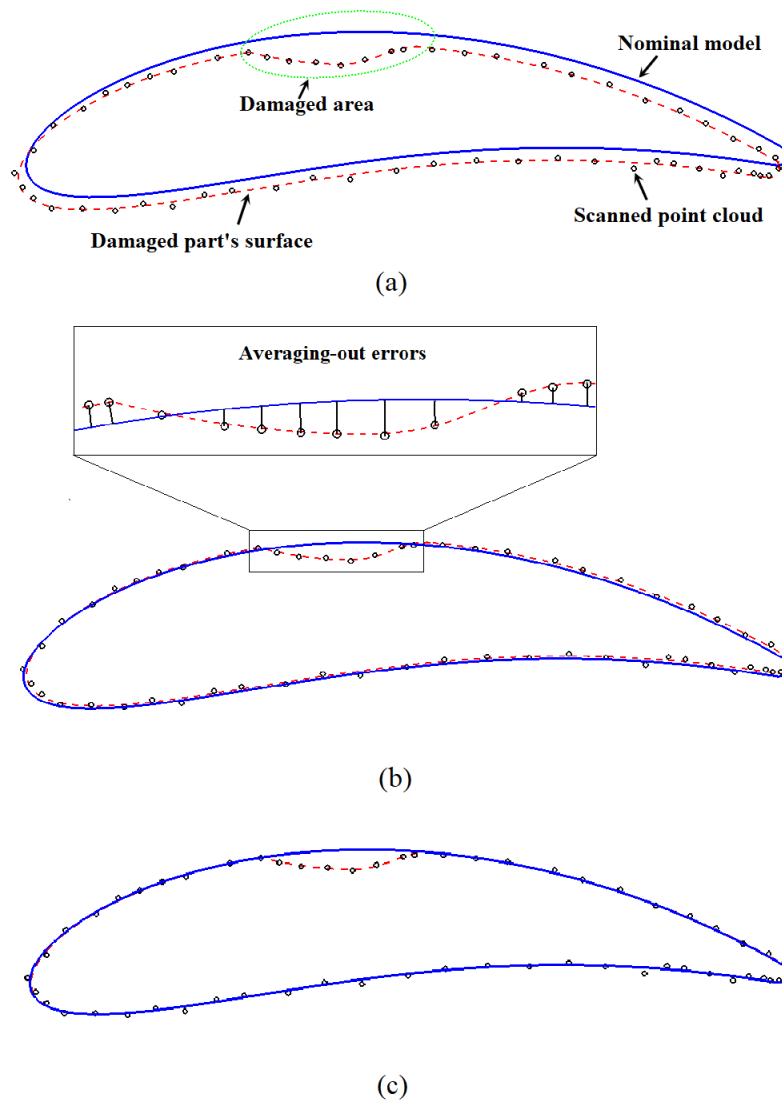 Nominal model
Damaged area
Scanned point cloud
Damaged part's surface
(a)
Averaging-out errors
(b)
(c)